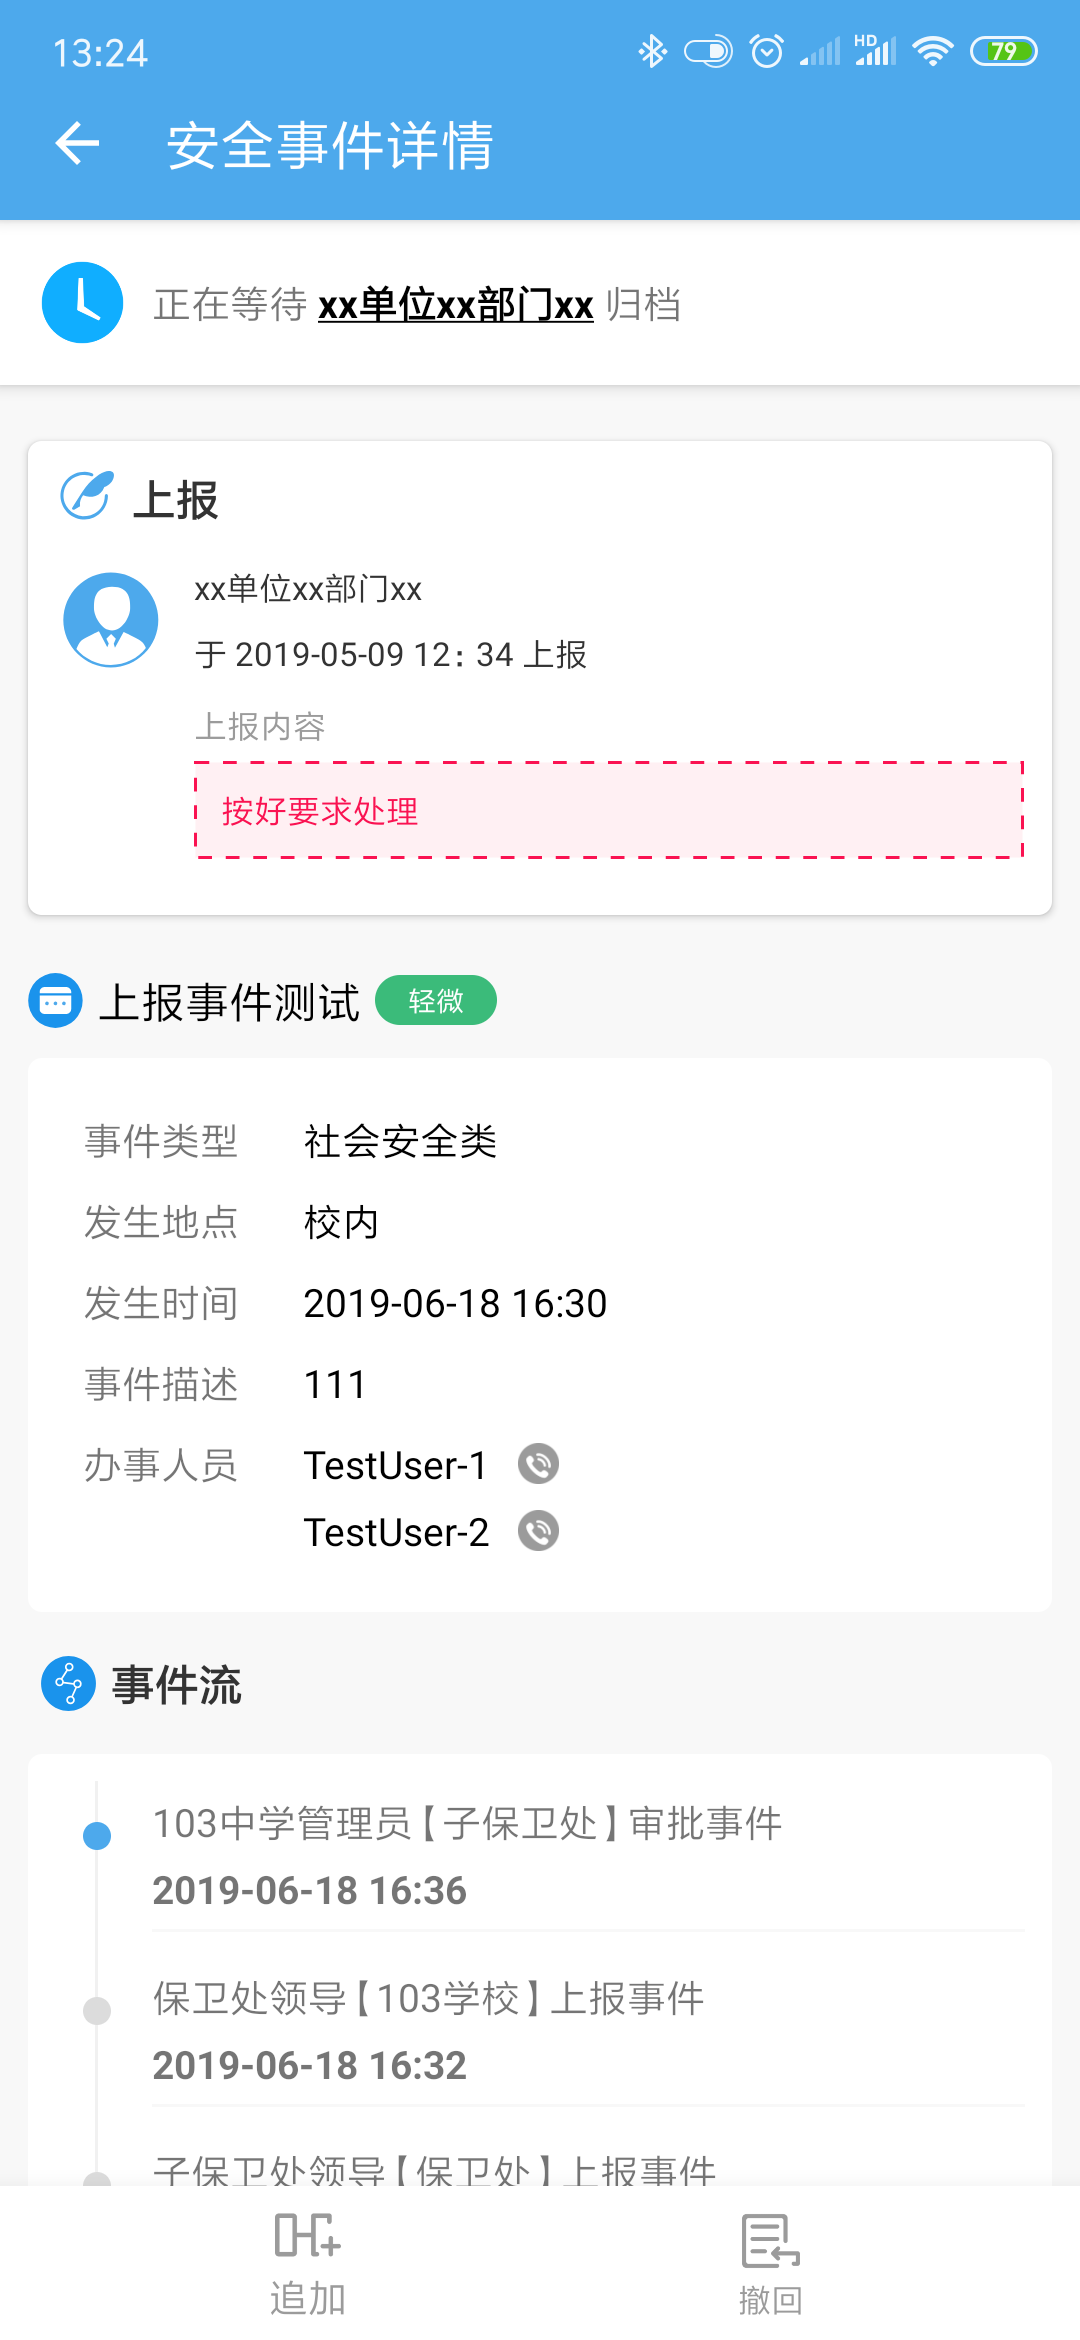 13:24
HD
79
安全事件详情
正在等待 xx单位xx部门xx 归档
上报
xx单位xx部门xx
于 2019-05-09 12：34 上报
上报内容
按好要求处理
上报事件测试 轻微
事件类型 社会安全类
发生地点 校内
发生时间 2019-06-18 16:30
事件描述 111
办事人员 TestUser-1
TestUser-2
事件流
103中学管理员【子保卫处】审批事件
2019-06-18 16:36
保卫处领导【103学校】上报事件
2019-06-18 16:32
子保卫处领导【保卫处】上报事件
追加 撤回